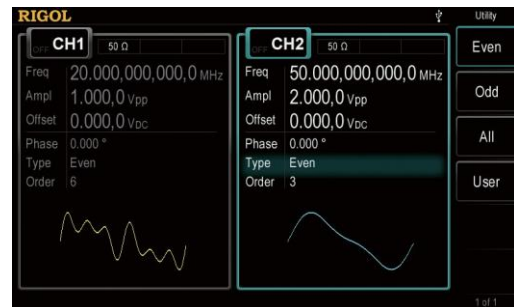 RIGOL
Utility
OFF CH1 50 Ω
Freq 20.000,000,000,0 MHz
Ampl 1.000,0 Vpp
Offset 0.000,0 VDC
Phase 0.000 °
Type Even
Order 6
OFF CH2 50 Ω
Freq 50.000,000,000,0 MHz
Ampl 2.000,0 Vpp
Offset 0.000,0 VDC
Phase 0.000 °
Type Even
Order 3
Even
Odd
All
User
1 of 1